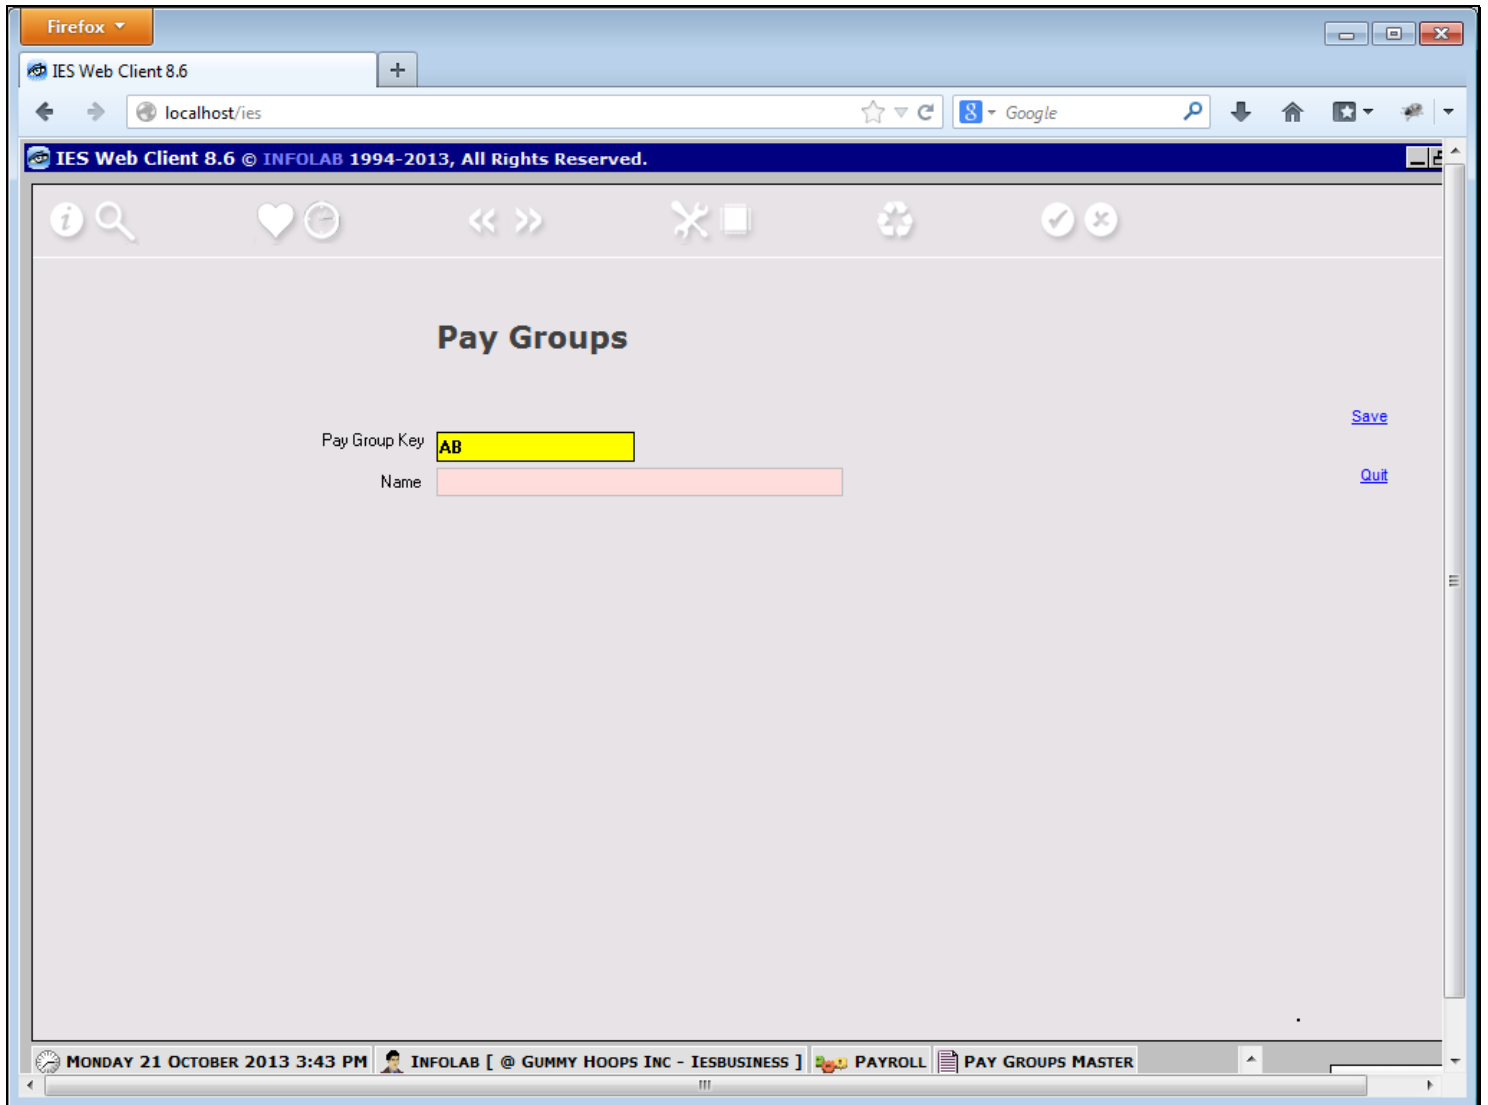 Firefox
IES Web Client 8.6
localhost/ies
Google
IES Web Client 8.6 © INFOLAB 1994-2013, All Rights Reserved.
Pay Groups
Save
Pay Group Key AB
Name
Quit
MONDAY 21 OCTOBER 2013 3:43 PM INFOLAB [ @ GUMMY HOOPS INC - IESBUSINESS ] PAYROLL PAY GROUPS MASTER